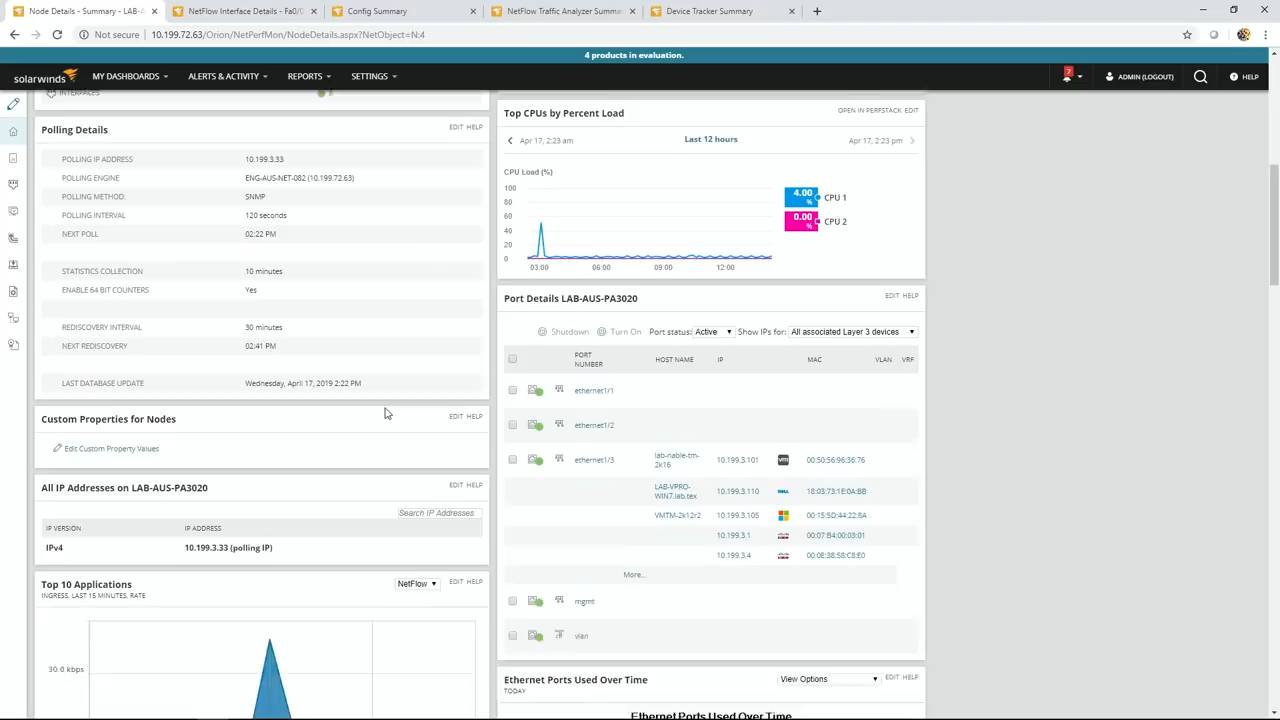 Node Details - Summary - LAB-A
NetFlow Interface Details - Fa0/0
Config Summary
NetFlow Traffic Analyzer Summa
Device Tracker Summary
Not secure | 10.199.72.63/Orion/NetPerfMon/NodeDetails.aspx?NetObject=N:4
4 products in evaluation.
solarwinds MY DASHBOARDS ALERTS & ACTIVITY REPORTS SETTINGS 7 ADMIN (LOGOUT) HELP
INTERFACES
Polling Details EDIT HELP
POLLING IP ADDRESS 10.199.3.33
POLLING ENGINE ENG-AUS-NET-082 (10.199.72.63)
POLLING METHOD: SNMP
POLLING INTERVAL 120 seconds
NEXT POLL 02:22 PM
STATISTICS COLLECTION 10 minutes
ENABLE 64 BIT COUNTERS Yes
REDISCOVERY INTERVAL 30 minutes
NEXT REDISCOVERY 02:41 PM
LAST DATABASE UPDATE Wednesday, April 17, 2019 2:22 PM
Custom Properties for Nodes EDIT HELP
Edit Custom Property Values
All IP Addresses on LAB-AUS-PA3020 EDIT HELP
Search IP Addresses
IP VERSION IP ADDRESS
IPv4 10.199.3.33 (polling IP)
Top 10 Applications NetFlow EDIT HELP
INGRESS, LAST 15 MINUTES, RATE
30.0 kbps
Top CPUs by Percent Load OPEN IN PERFSTACK EDIT
Apr 17, 2:23 am Last 12 hours Apr 17, 2:23 pm
CPU Load (%)
100
80
60
40
20
0
03:00 06:00 09:00 12:00
4.00 % CPU 1
0.00 % CPU 2
Port Details LAB-AUS-PA3020 EDIT HELP
Shutdown Turn On Port status: Active Show IPs for: All associated Layer 3 devices
PORT NUMBER HOST NAME IP MAC VLAN VRF
ethernet1/1
ethernet1/2
ethernet1/3 lab-nable-tm-2k16 10.199.3.101 vm 00:50:56:96:36:76
LAB-VPRO-WIN7.lab.tex 10.199.3.110 DELL 18:03:73:1E:0A:BB
VMTM-2k12r2 10.199.3.105 00:15:5D:44:22:8A
10.199.3.1 00:07:B4:00:03:01
10.199.3.4 00:0E:38:58:C8:E0
More...
mgmt
vlan
Ethernet Ports Used Over Time View Options EDIT HELP
TODAY
Ethernet Ports Used Over Time